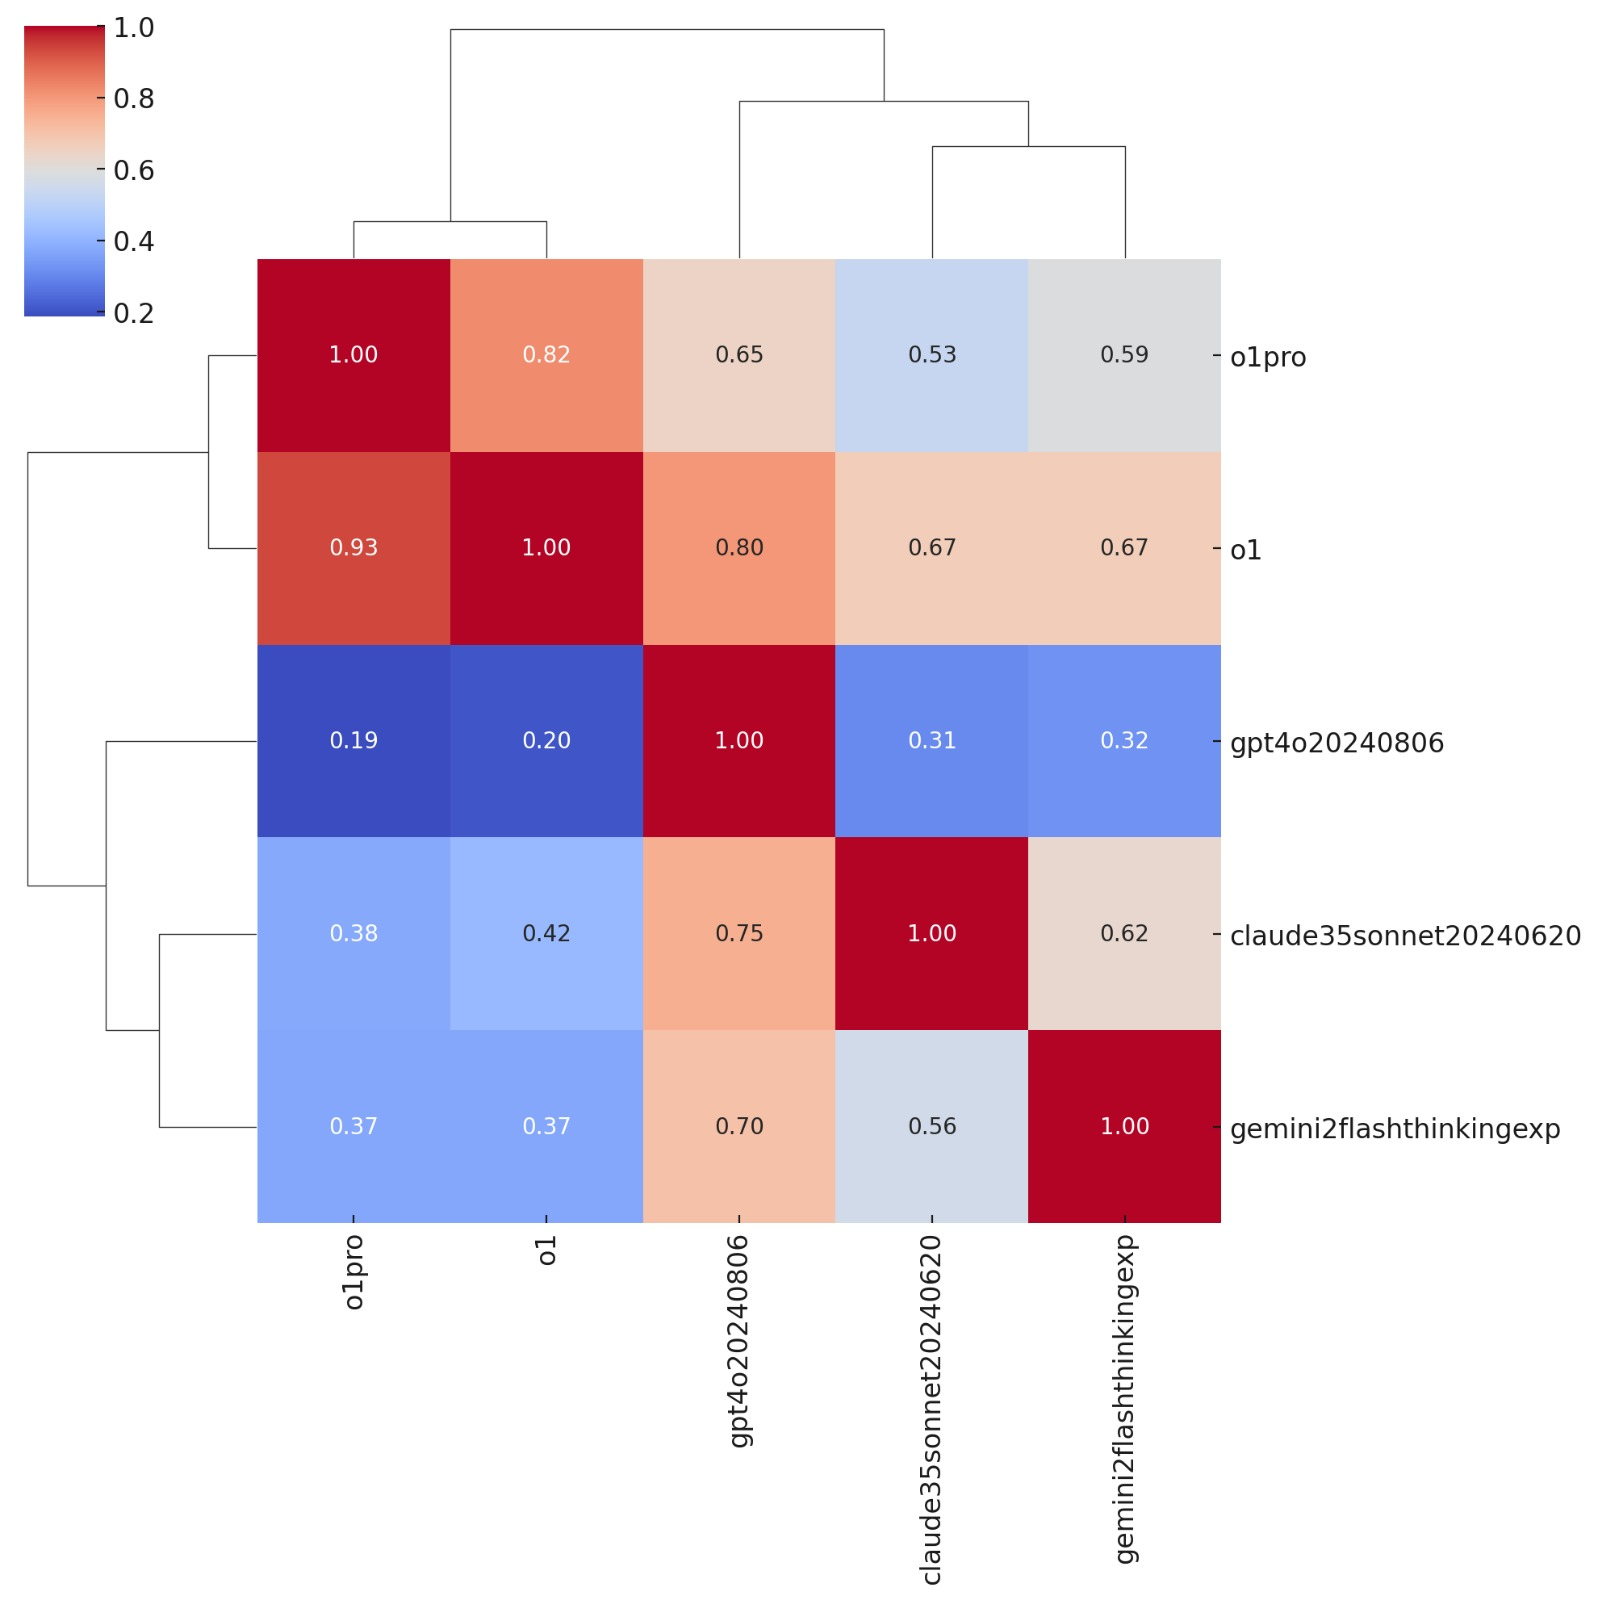 1.0
0.8
0.6
0.4
0.2
1.00 0.82 0.65 0.53 0.59 o1pro
0.93 1.00 0.80 0.67 0.67 o1
0.19 0.20 1.00 0.31 0.32 gpt4o20240806
0.38 0.42 0.75 1.00 0.62 claude35sonnet20240620
0.37 0.37 0.70 0.56 1.00 gemini2flashthinkingexp
o1pro
o1
gpt4o20240806
claude35sonnet20240620
gemini2flashthinkingexp